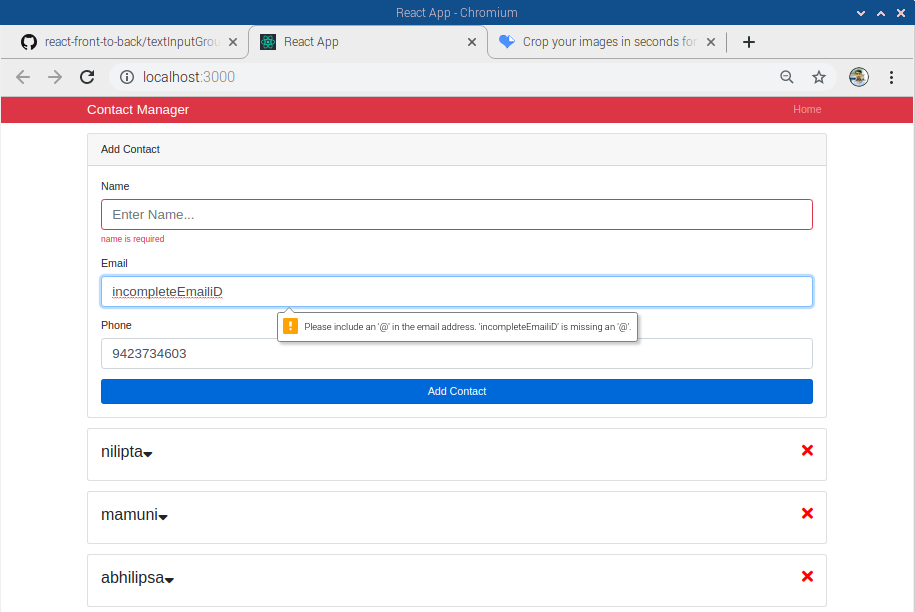 React App - Chromium
react-front-to-back/textInputGrou
React App
Crop your images in seconds for
localhost:3000
Contact Manager
Home
Add Contact
Name
Enter Name...
name is required
Email
incompleteEmailiD
Please include an '@' in the email address. 'incompleteEmailiD' is missing an '@'.
Phone
9423734603
Add Contact
nilipta
mamuni
abhilipsa